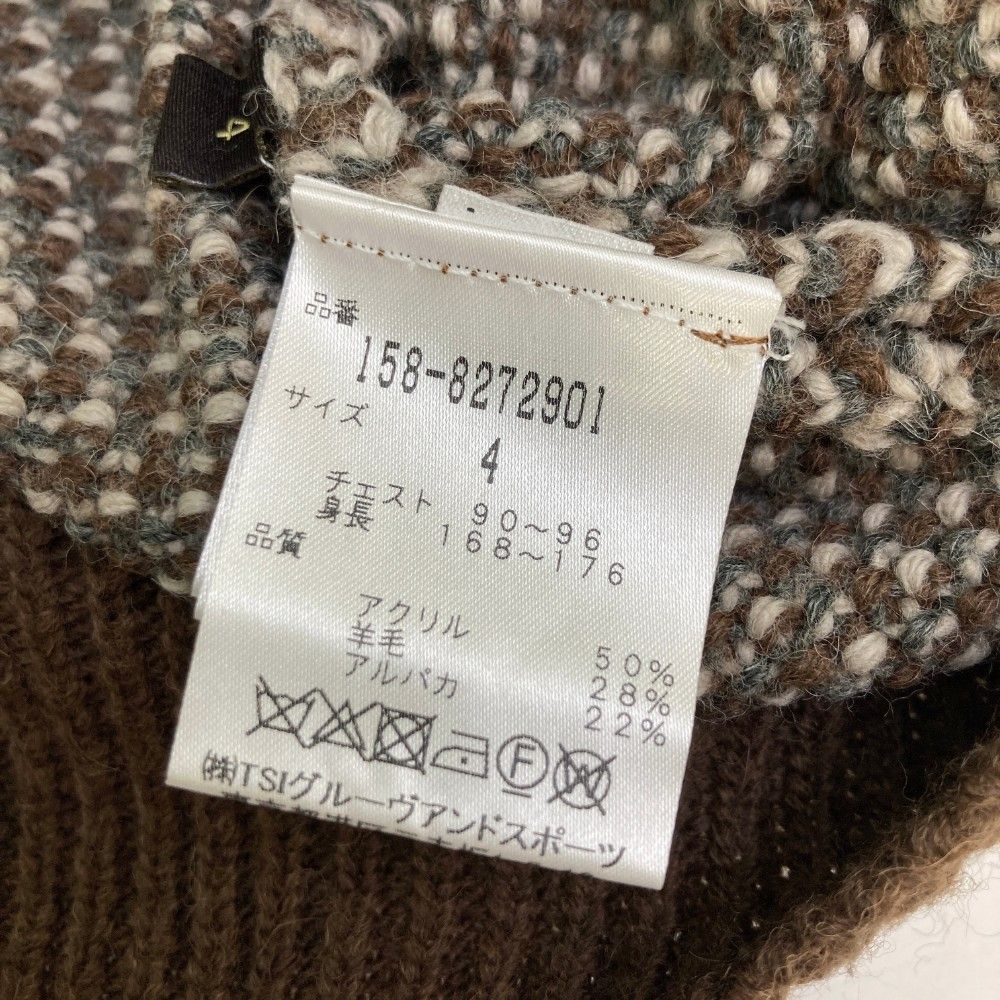 4
品番
158-8272901
サイズ
4
チェスト 90～96
身長 168～176
品質
アクリル 50%
羊毛 28%
アルパカ 22%
F W
(株)TSIグルーヴアンドスポーツ